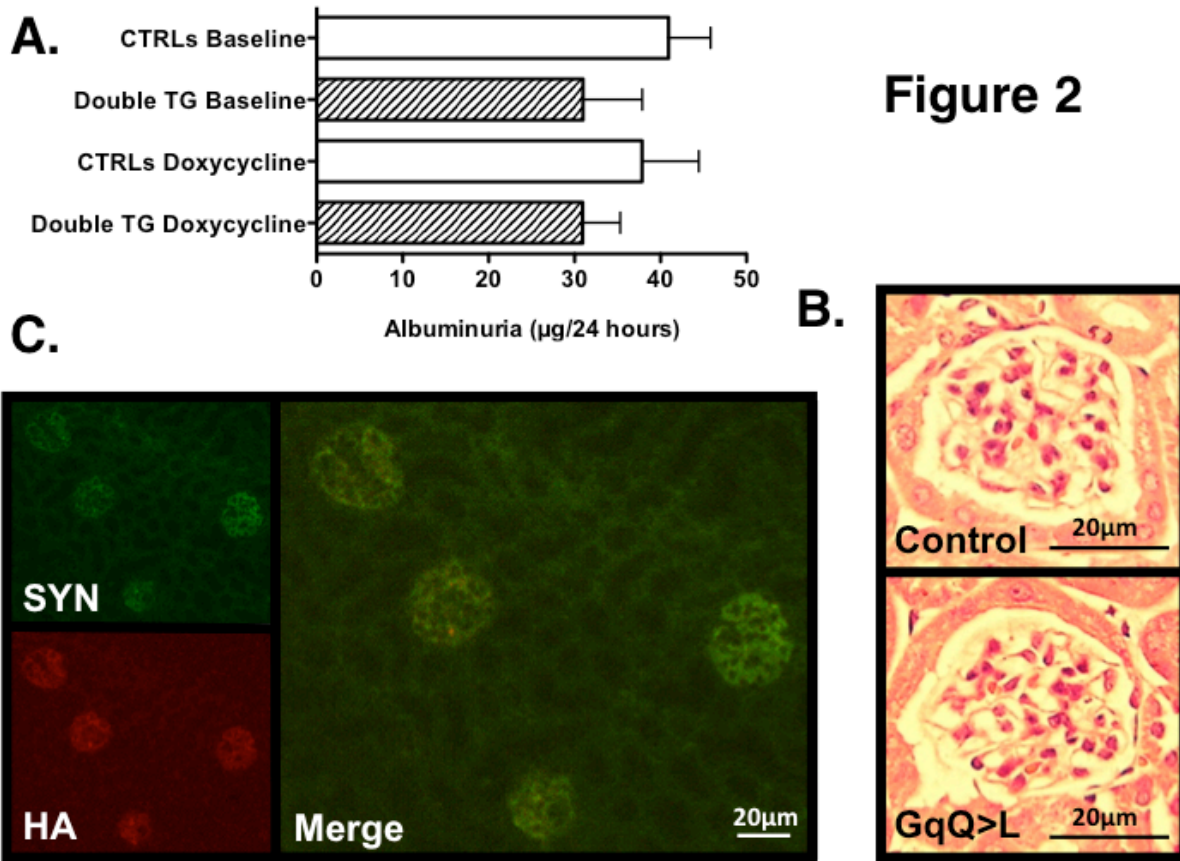 A.
CTRLs Baseline
Double TG Baseline
CTRLs Doxycycline
Double TG Doxycycline
0 10 20 30 40 50
Albuminuria (µg/24 hours)
Figure 2
B.
Control
20µm
GqQ>L
20µm
C.
SYN
HA
Merge
20µm